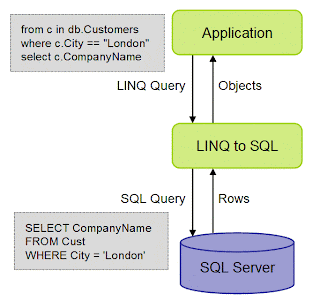 from c in db.Customers
where c.City == "London"
select c.CompanyName
Application
LINQ Query
Objects
LINQ to SQL
SQL Query
Rows
SELECT CompanyName
FROM Cust
WHERE City = 'London'
SQL Server